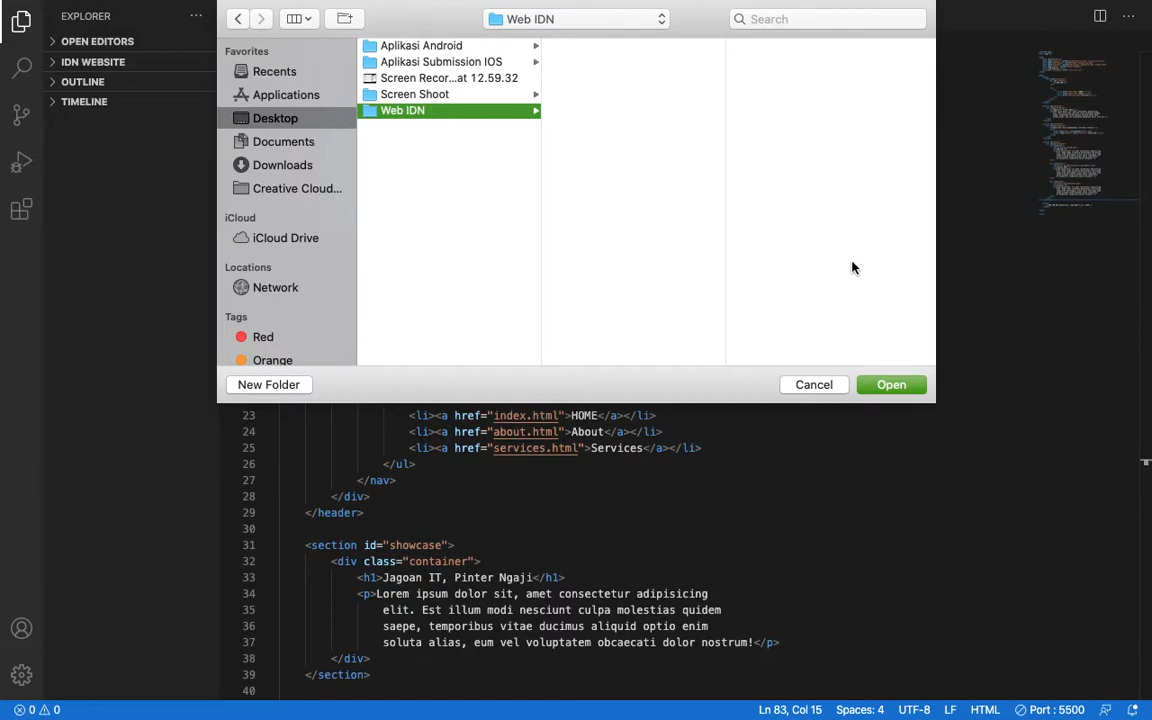 EXPLORER
OPEN EDITORS
IDN WEBSITE
OUTLINE
TIMELINE
Web IDN
Search
Favorites
Recents
Applications
Desktop
Documents
Downloads
Creative Cloud...
iCloud
iCloud Drive
Locations
Network
Tags
Red
Orange
Aplikasi Android
Aplikasi Submission IOS
Screen Recor...at 12.59.32
Screen Shoot
Web IDN
New Folder
Cancel
Open
23 <li><a href="index.html">HOME</a></li>
24 <li><a href="about.html">About</a></li>
25 <li><a href="services.html">Services</a></li>
26 </ul>
27 </nav>
28 </div>
29 </header>
30
31 <section id="showcase">
32 <div class="container">
33 <h1>Jagoan IT, Pinter Ngaji</h1>
34 <p>Lorem ipsum dolor sit, amet consectetur adipisicing
35 elit. Est illum modi nesciunt culpa molestias quidem
36 saepe, temporibus vitae ducimus aliquid optio enim
37 soluta alias, eum vel voluptatem obcaecati dolor nostrum!</p>
38 </div>
39 </section>
40
0 0
Ln 83, Col 15 Spaces: 4 UTF-8 LF HTML Port : 5500